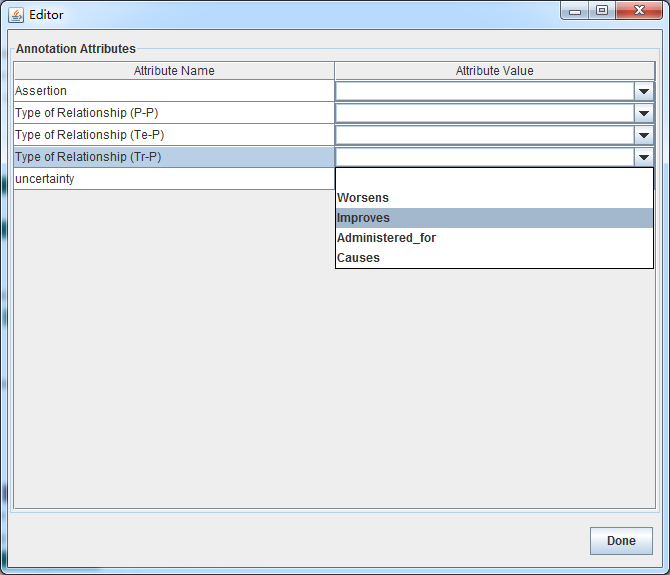 Editor
Annotation Attributes
Attribute Name Attribute Value
Assertion
Type of Relationship (P-P)
Type of Relationship (Te-P)
Type of Relationship (Tr-P)
uncertainty
Worsens
Improves
Administered_for
Causes
Done